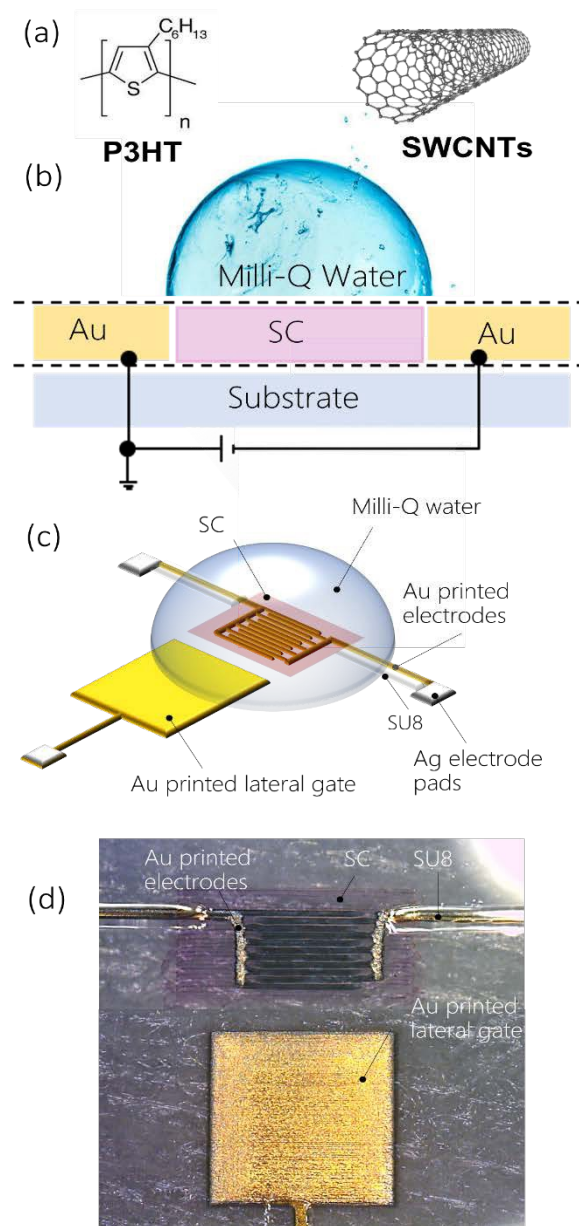 (a)
C6H13
S
n
P3HT
SWCNTs
(b)
Milli-Q Water
Au
SC
Au
Substrate
(c)
SC
Milli-Q water
Au printed
electrodes
SU8
Au printed lateral gate
Ag electrode
pads
(d)
Au printed
electrodes
SC
SU8
Au printed
lateral gate